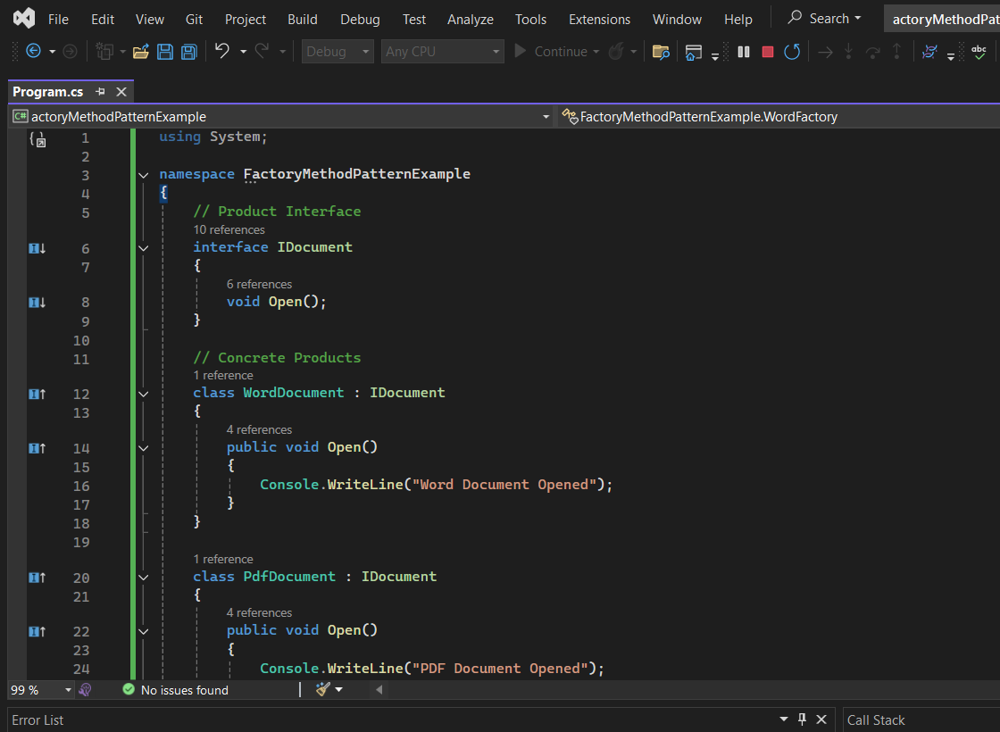 File Edit View Git Project Build Debug Test Analyze Tools Extensions Window Help Search actoryMethodPat
Debug Any CPU Continue abc
Program.cs
C# actoryMethodPatternExample FactoryMethodPatternExample.WordFactory
1 using System;
2
3 namespace FactoryMethodPatternExample
4 {
5 // Product Interface
10 references
6 interface IDocument
7 {
6 references
8 void Open();
9 }
10
11 // Concrete Products
1 reference
12 class WordDocument : IDocument
13 {
4 references
14 public void Open()
15 {
16 Console.WriteLine("Word Document Opened");
17 }
18 }
19
1 reference
20 class PdfDocument : IDocument
21 {
4 references
22 public void Open()
23 {
24 Console.WriteLine("PDF Document Opened");
99 % No issues found
Error List Call Stack